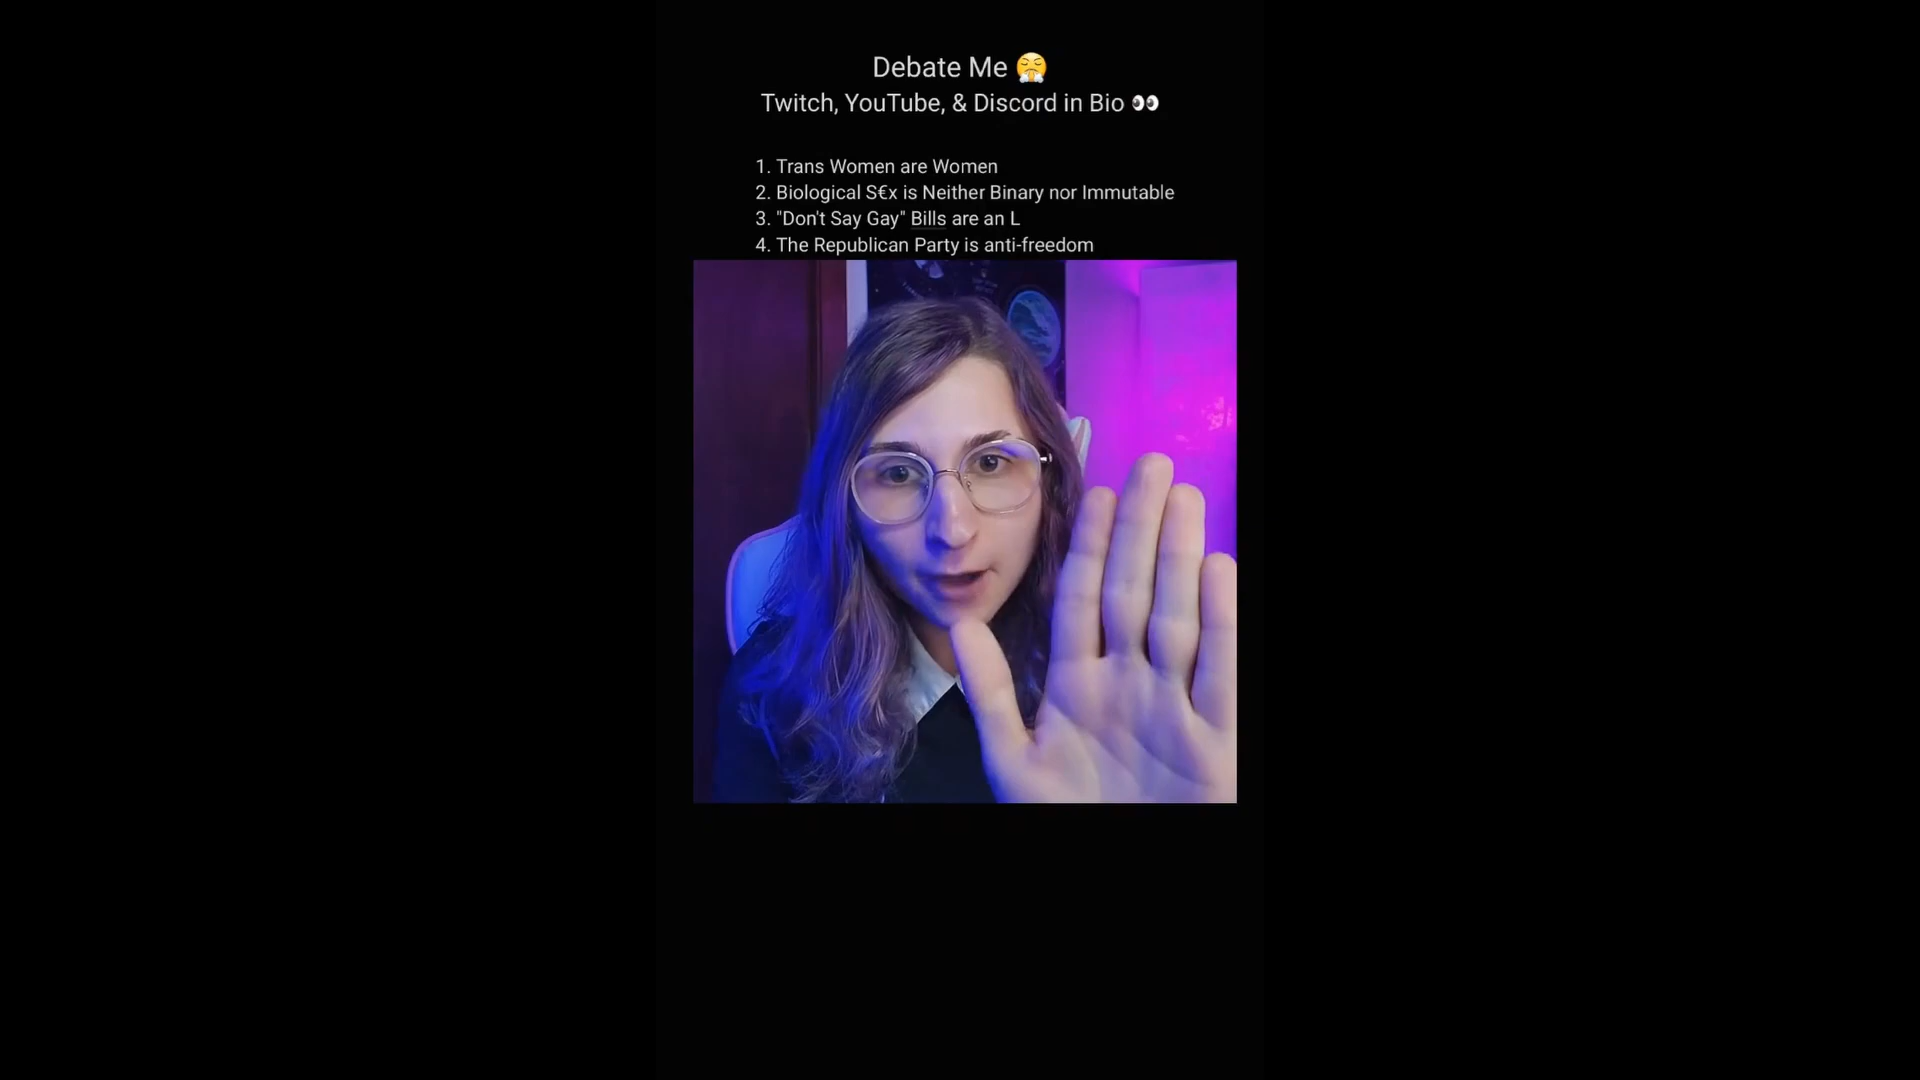 Debate Me 😤
Twitch, YouTube, & Discord in Bio 👀
1. Trans Women are Women
2. Biological S€x is Neither Binary nor Immutable
3. "Don't Say Gay" Bills are an L
4. The Republican Party is anti-freedom